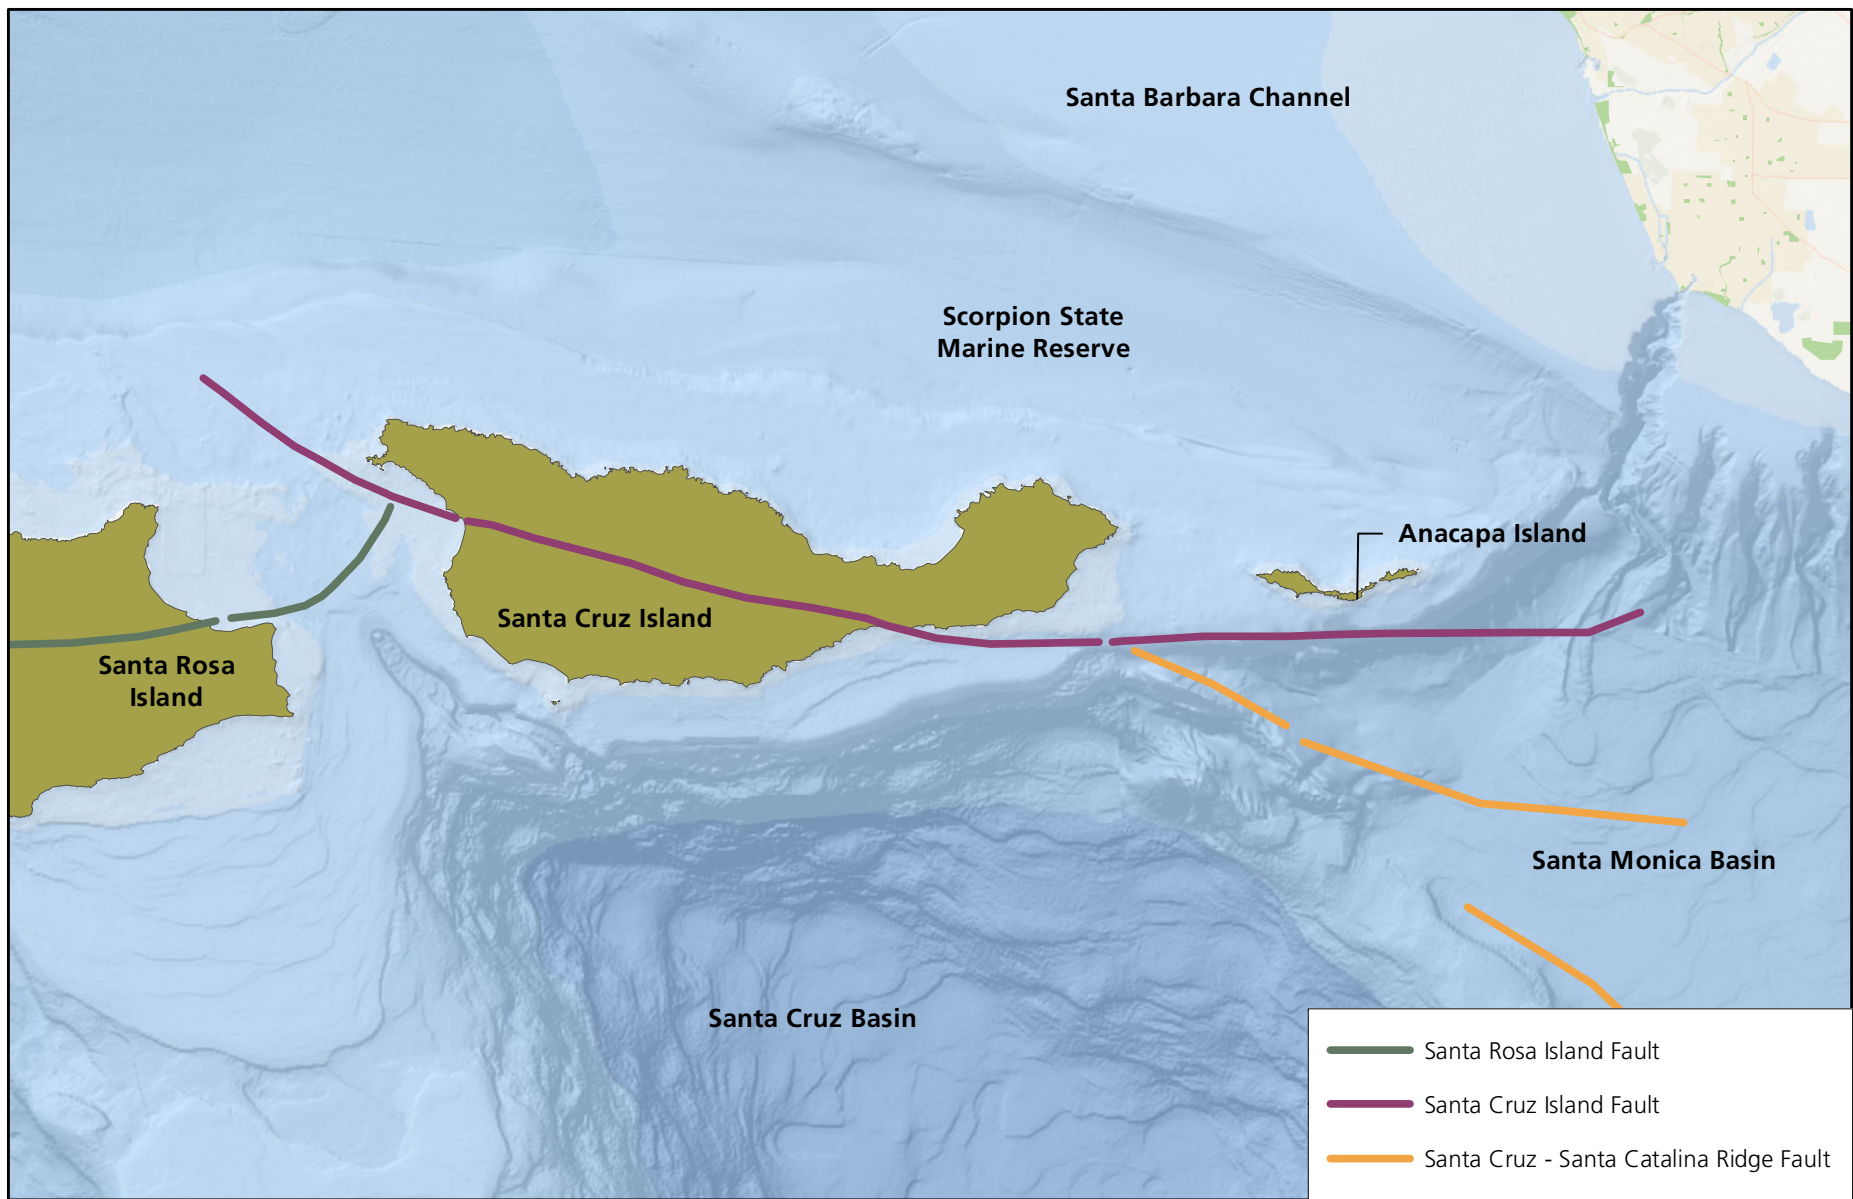 Santa Barbara Channel
Scorpion State
Marine Reserve
Anacapa Island
Santa Cruz Island
Santa Rosa
Island
Santa Monica Basin
Santa Cruz Basin
Santa Rosa Island Fault
Santa Cruz Island Fault
Santa Cruz - Santa Catalina Ridge Fault